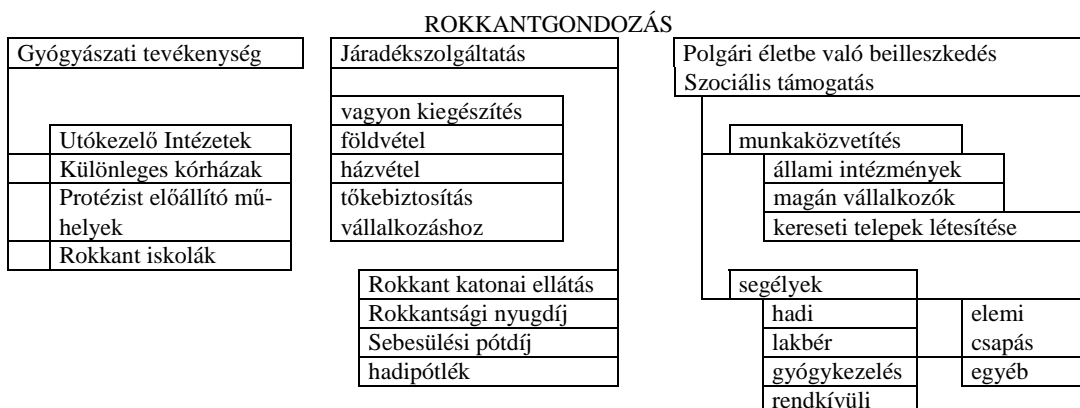 ROKKANTGONDOZÁS
Gyógyászati tevékenység
Utókezelő Intézetek
Különleges kórházak
Protézist előállító mű-
helyek
Rokkant iskolák
Járadékszolgáltatás
vagyon kiegészítés
földvétel
házvétel
tőkebiztosítás
vállalkozáshoz
Rokkant katonai ellátás
Rokkantsági nyugdíj
Sebesülési pótdíj
hadipótlék
Polgári életbe való beilleszkedés
Szociális támogatás
munkaközvetítés
állami intézmények
magán vállalkozók
kereseti telepek létesítése
segélyek
hadi
lakbér
gyógykezelés
rendkívüli
elemi
csapás
egyéb